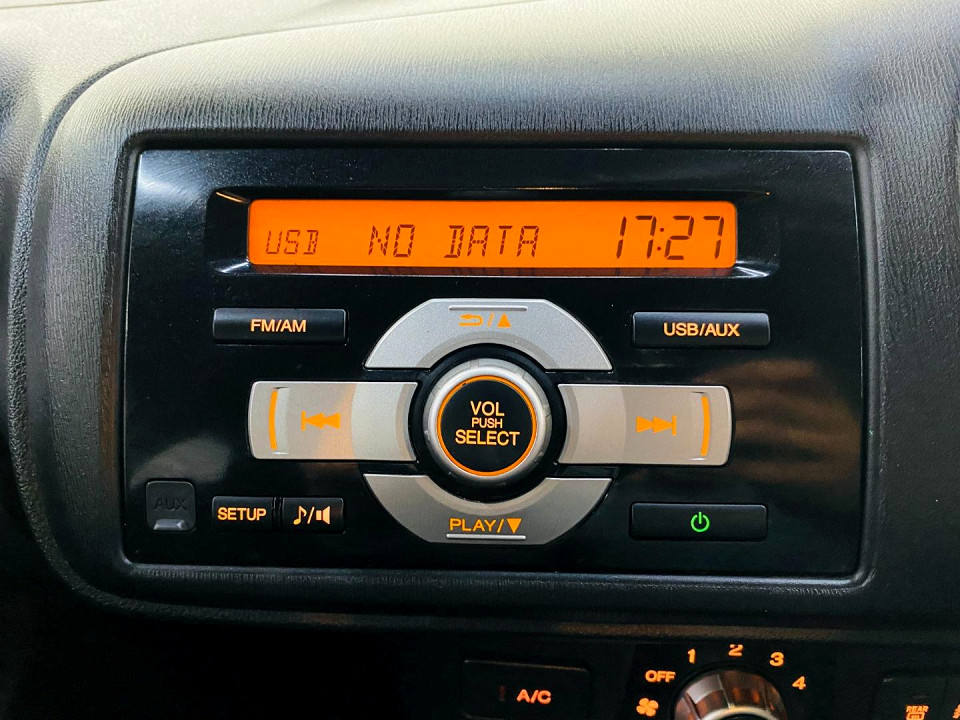 USB NO DATA 17:27
FM/AM
USB/AUX
VOL
PUSH
SELECT
AUX
SETUP
PLAY/▼
OFF 1 2 3 4
A/C
REAR